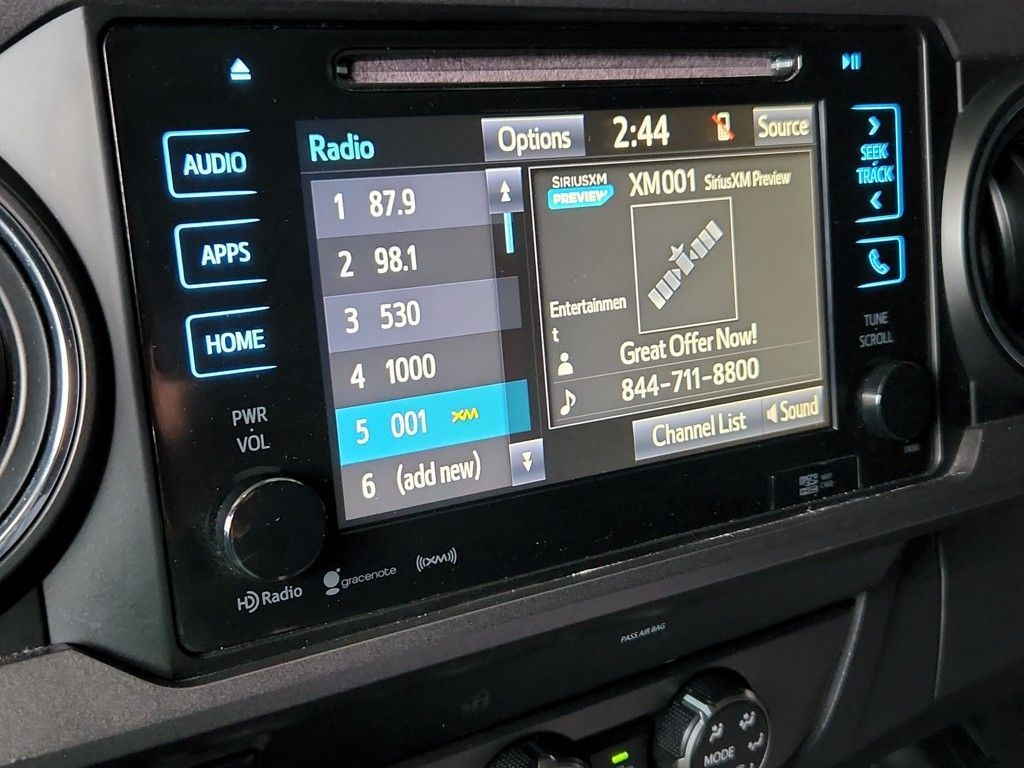 AUDIO
APPS
HOME
PWR
VOL
Radio
Options
2:44
Source
1 87.9
2 98.1
3 530
4 1000
5 001 XM
6 (add new)
SIRIUSXM
PREVIEW
XM001 SiriusXM Preview
Entertainmen
t
Great Offer Now!
844-711-8800
Channel List
Sound
SEEK
TRACK
TUNE
SCROLL
HD Radio
gracenote
((XM))
PASS AIR BAG
MODE